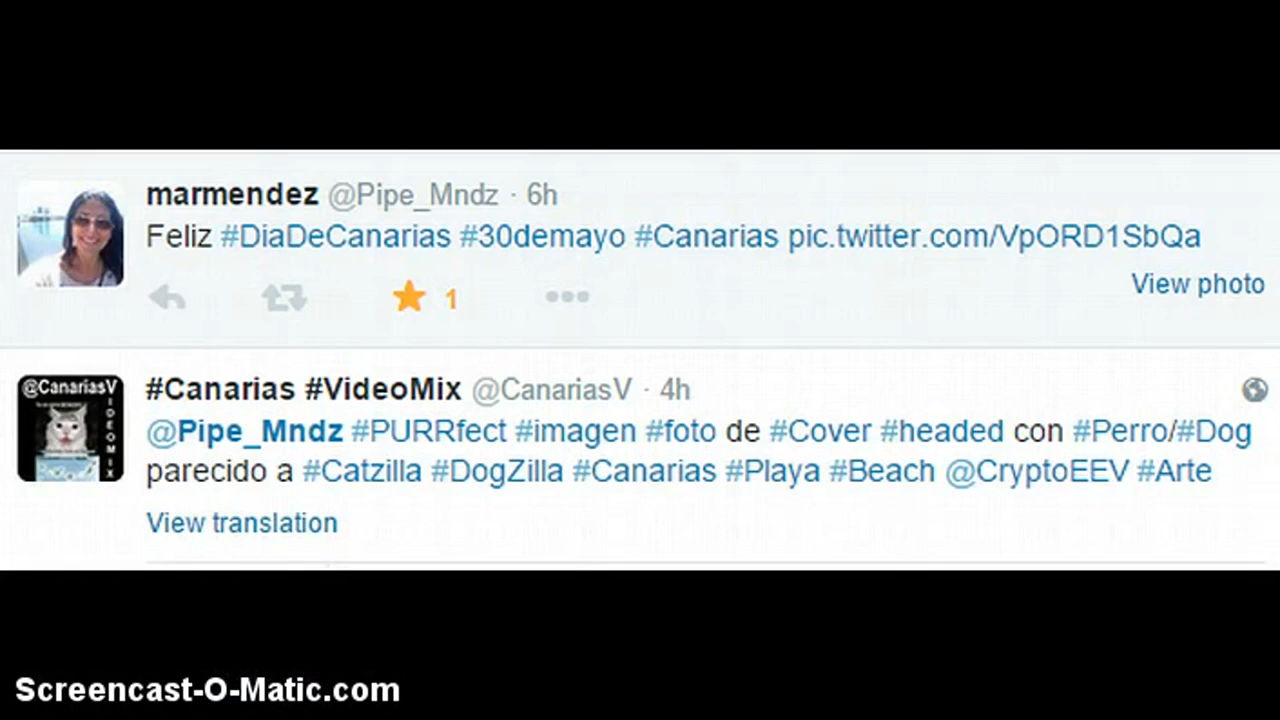 marmendez @Pipe_Mndz · 6h
Feliz #DiaDeCanarias #30demayo #Canarias pic.twitter.com/VpORD1SbQa
View photo
1
@CanariasV
VIDEOMIX
#Canarias #VideoMix @CanariasV · 4h
@Pipe_Mndz #PURRfect #imagen #foto de #Cover #headed con #Perro/#Dog
parecido a #Catzilla #DogZilla #Canarias #Playa #Beach @CryptoEEV #Arte
View translation
Screencast-O-Matic.com